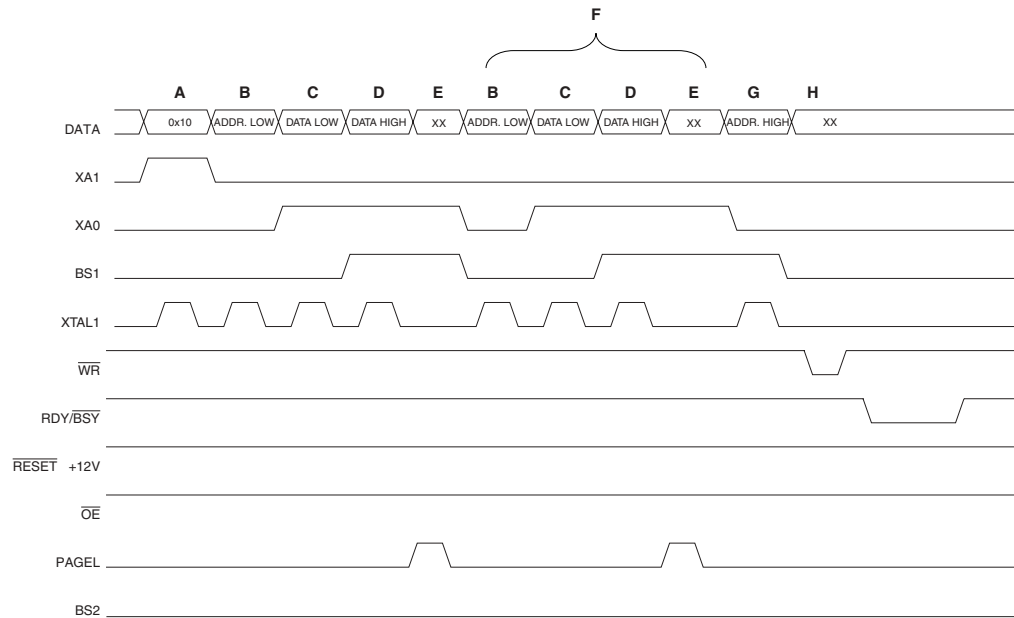 F
A B C D E B C D E G H
DATA 0x10 ADDR. LOW DATA LOW DATA HIGH XX ADDR. LOW DATA LOW DATA HIGH XX ADDR. HIGH XX
XA1
XA0
BS1
XTAL1
WR
RDY/BSY
RESET +12V
OE
PAGEL
BS2